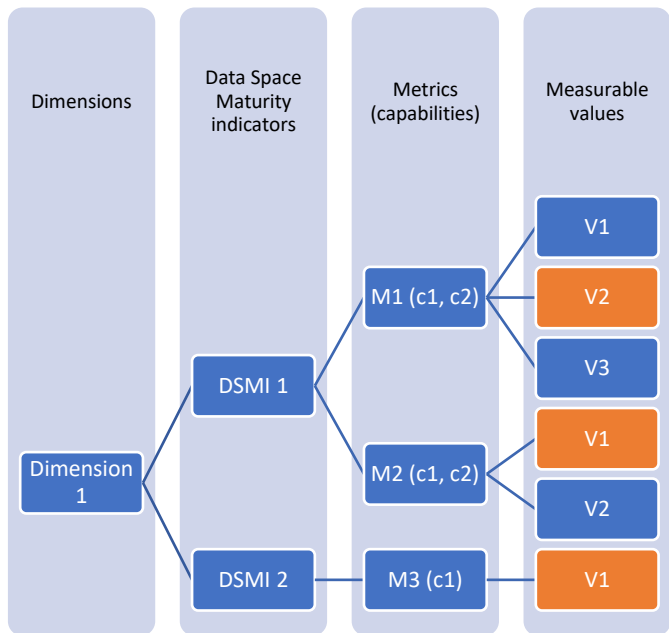 Dimensions
Data Space
Maturity
indicators
Metrics
(capabilities)
Measurable
values
Dimension
1
DSMI 1
DSMI 2
M1 (c1, c2)
M2 (c1, c2)
M3 (c1)
V1
V2
V3
V1
V2
V1